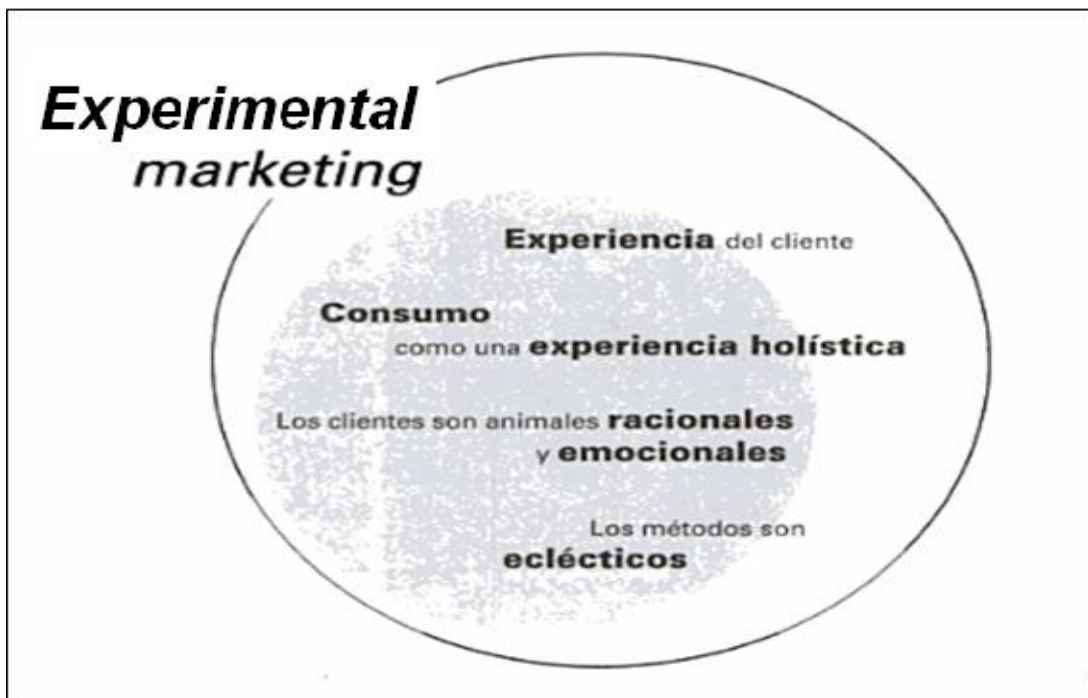 Experimental
marketing
Experiencia del cliente
Consumo
como una experiencia holística
Los clientes son animales racionales
y emocionales
Los métodos son
eclécticos